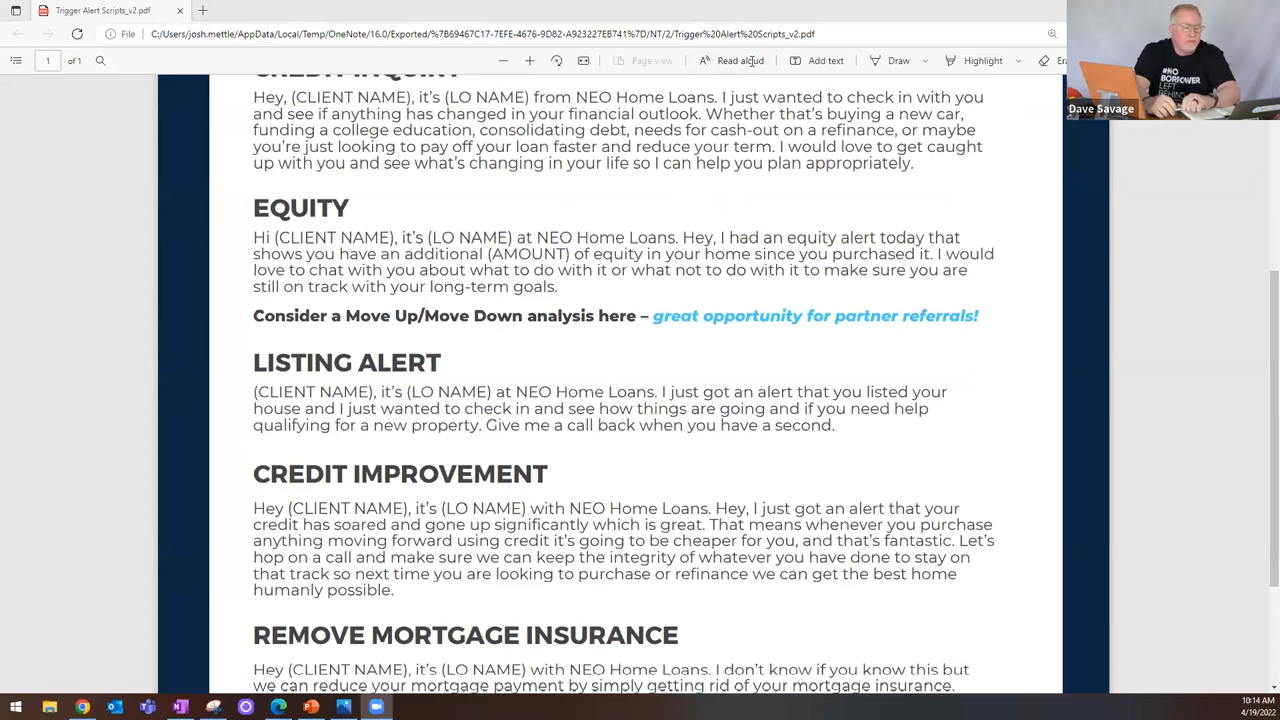 Trigger Alert Scripts_v2.pdf
File
C:/Users/josh.mettle/AppData/Local/Temp/OneNote/16.0/Exported/%7B69467C17-7EFE-4676-9D82-A923227EB741%7D/NT/2/Trigger%20Alert%20Scripts_v2.pdf
1 of 1
Page view
Read aloud
Add text
Draw
Highlight
#NO
BORROWER
LEFT
BEHIND
Dave Savage
CREDIT INQUIRY
Hey, (CLIENT NAME), it's (LO NAME) from NEO Home Loans. I just wanted to check in with you
and see if anything has changed in your financial outlook. Whether that's buying a new car,
funding a college education, consolidating debt, needs for cash-out on a refinance, or maybe
you're just looking to pay off your loan faster and reduce your term. I would love to get caught
up with you and see what's changing in your life so I can help you plan appropriately.
EQUITY
Hi (CLIENT NAME), it's (LO NAME) at NEO Home Loans. Hey, I had an equity alert today that
shows you have an additional (AMOUNT) of equity in your home since you purchased it. I would
love to chat with you about what to do with it or what not to do with it to make sure you are
still on track with your long-term goals.
Consider a Move Up/Move Down analysis here – great opportunity for partner referrals!
LISTING ALERT
(CLIENT NAME), it's (LO NAME) at NEO Home Loans. I just got an alert that you listed your
house and I just wanted to check in and see how things are going and if you need help
qualifying for a new property. Give me a call back when you have a second.
CREDIT IMPROVEMENT
Hey (CLIENT NAME), it's (LO NAME) with NEO Home Loans. Hey, I just got an alert that your
credit has soared and gone up significantly which is great. That means whenever you purchase
anything moving forward using credit it's going to be cheaper for you, and that's fantastic. Let's
hop on a call and make sure we can keep the integrity of whatever you have done to stay on
that track so next time you are looking to purchase or refinance we can get the best home
humanly possible.
REMOVE MORTGAGE INSURANCE
Hey (CLIENT NAME), it's (LO NAME) with NEO Home Loans. I don't know if you know this but
we can reduce your mortgage payment by simply getting rid of your mortgage insurance.
10:14 AM
4/19/2022